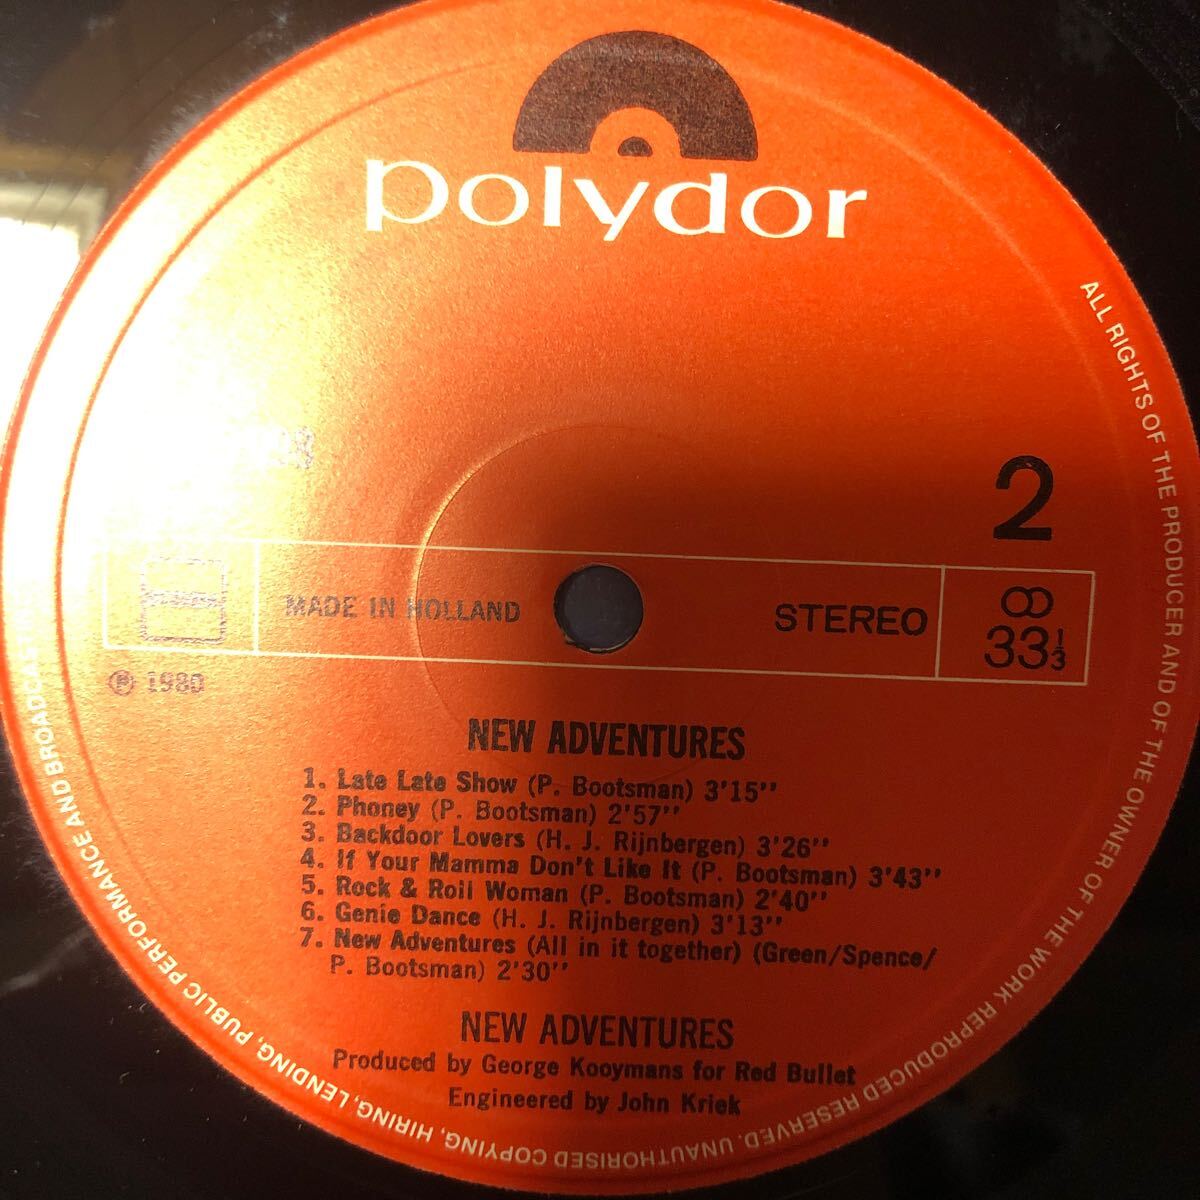 polydor
2
MADE IN HOLLAND
STEREO
33⅓
℗ 1980
NEW ADVENTURES
1. Late Late Show (P. Bootsman) 3'15''
2. Phoney (P. Bootsman) 2'57''
3. Backdoor Lovers (H. J. Rijnbergen) 3'26''
4. If Your Mamma Don't Like It (P. Bootsman) 3'43''
5. Rock & Roll Woman (P. Bootsman) 2'40''
6. Genie Dance (H. J. Rijnbergen) 3'13''
7. New Adventures (All in it together) (Green/Spence/
P. Bootsman) 2'30''
NEW ADVENTURES
Produced by George Kooymans for Red Bullet
Engineered by John Kriek
ALL RIGHTS OF THE PRODUCER AND OF THE OWNER OF THE WORK REPRODUCED RESERVED. UNAUTHORISED COPYING, HIRING, LENDING, PUBLIC PERFORMANCE AND